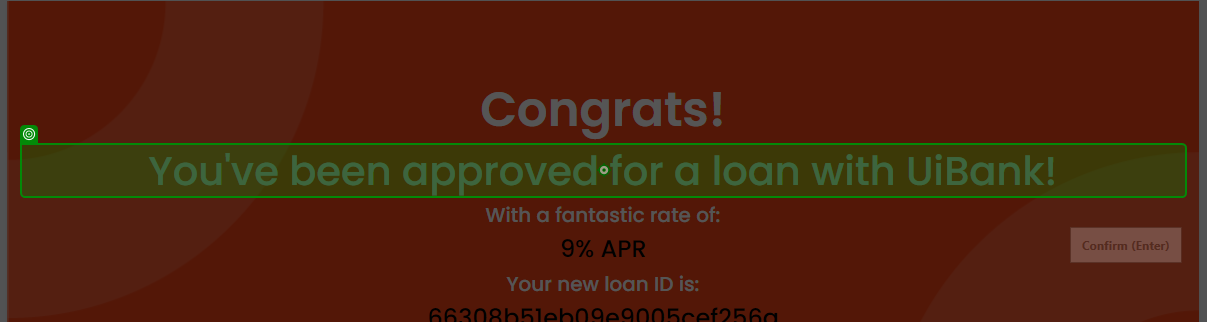 Congrats!
You've been approved for a loan with UiBank!
With a fantastic rate of:
9% APR
Confirm (Enter)
Your new loan ID is:
66308b51eb09e9005cef256a